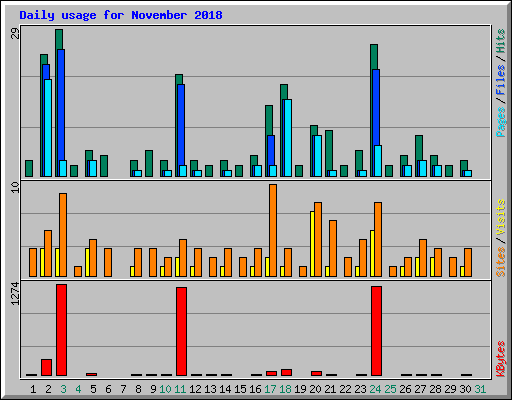 Daily usage for November 2018
29
Pages / Files / Hits
10
Sites / Visits
1274
KBytes
1 2 3 4 5 6 7 8 9 10 11 12 13 14 15 16 17 18 19 20 21 22 23 24 25 26 27 28 29 30 31